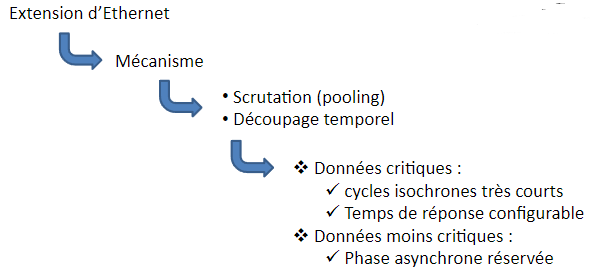 Extension d’Ethernet
Mécanisme
• Scrutation (pooling)
• Découpage temporel
❖ Données critiques :
✓ cycles isochrones très courts
✓ Temps de réponse configurable
❖ Données moins critiques :
✓ Phase asynchrone réservée